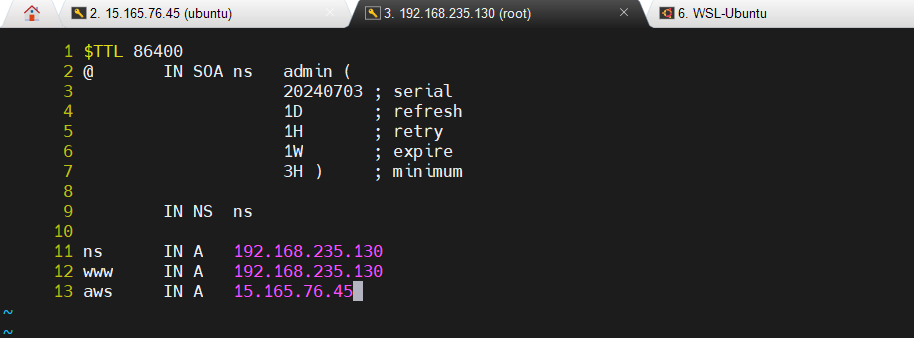 2. 15.165.76.45 (ubuntu) 3. 192.168.235.130 (root) 6. WSL-Ubuntu
1 $TTL 86400
2 @ IN SOA ns admin (
3 20240703 ; serial
4 1D ; refresh
5 1H ; retry
6 1W ; expire
7 3H ) ; minimum
8
9 IN NS ns
10
11 ns IN A 192.168.235.130
12 www IN A 192.168.235.130
13 aws IN A 15.165.76.45
~
~